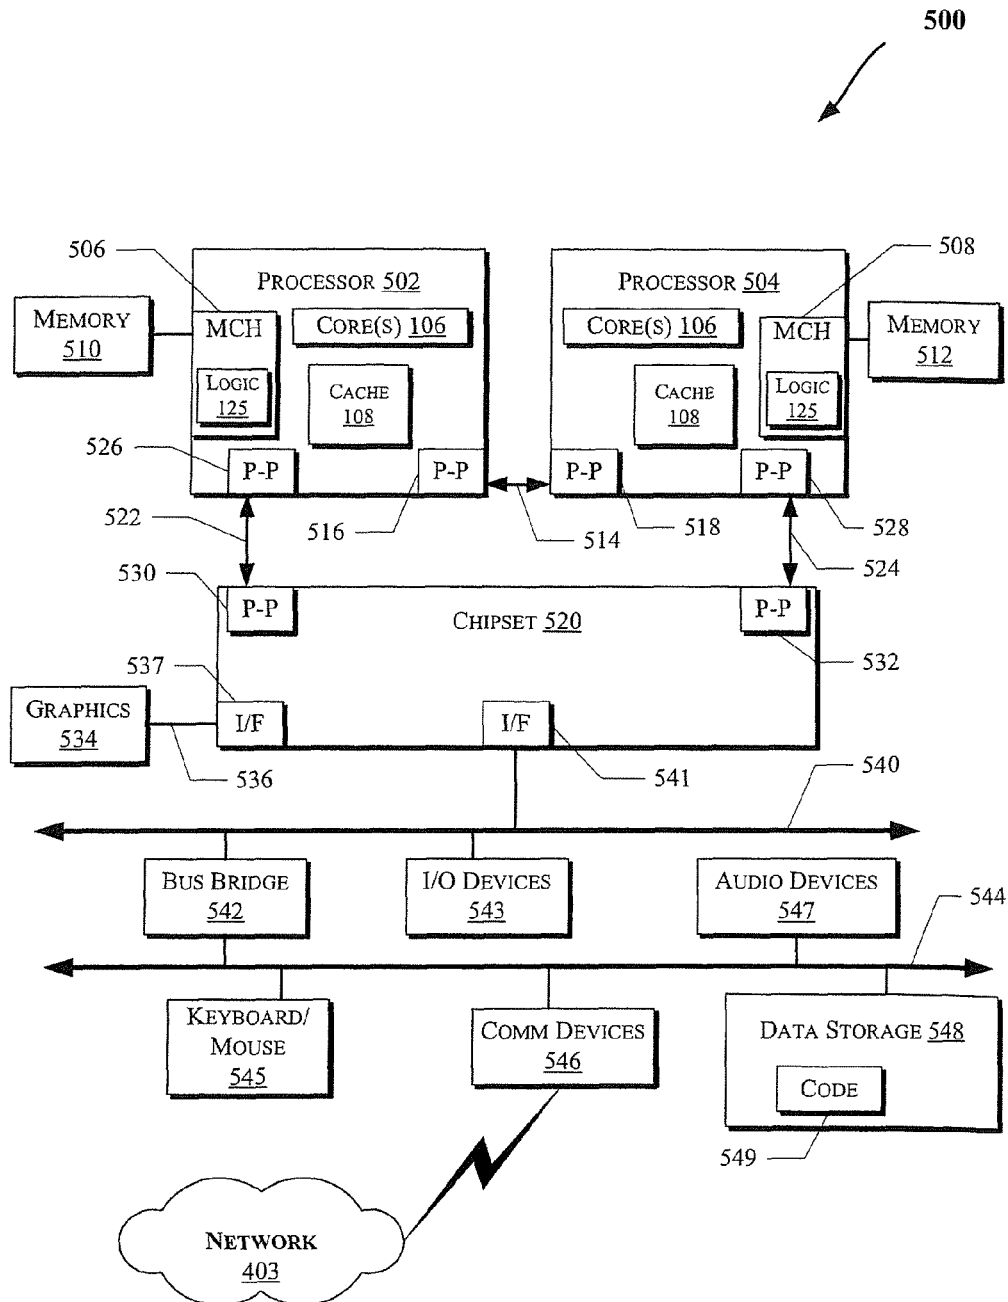 500
506
508
PROCESSOR 502
PROCESSOR 504
MEMORY
510
MCH
CORE(S) 106
CORE(S) 106
MCH
MEMORY
512
LOGIC
125
CACHE
108
CACHE
108
LOGIC
125
526
P-P
P-P
P-P
P-P
522
516
514
518
528
524
530
P-P
CHIPSET 520
P-P
532
537
GRAPHICS
534
I/F
I/F
536
541
540
BUS BRIDGE
542
I/O DEVICES
543
AUDIO DEVICES
547
544
KEYBOARD/
MOUSE
545
COMM DEVICES
546
DATA STORAGE 548
CODE
549
NETWORK
403